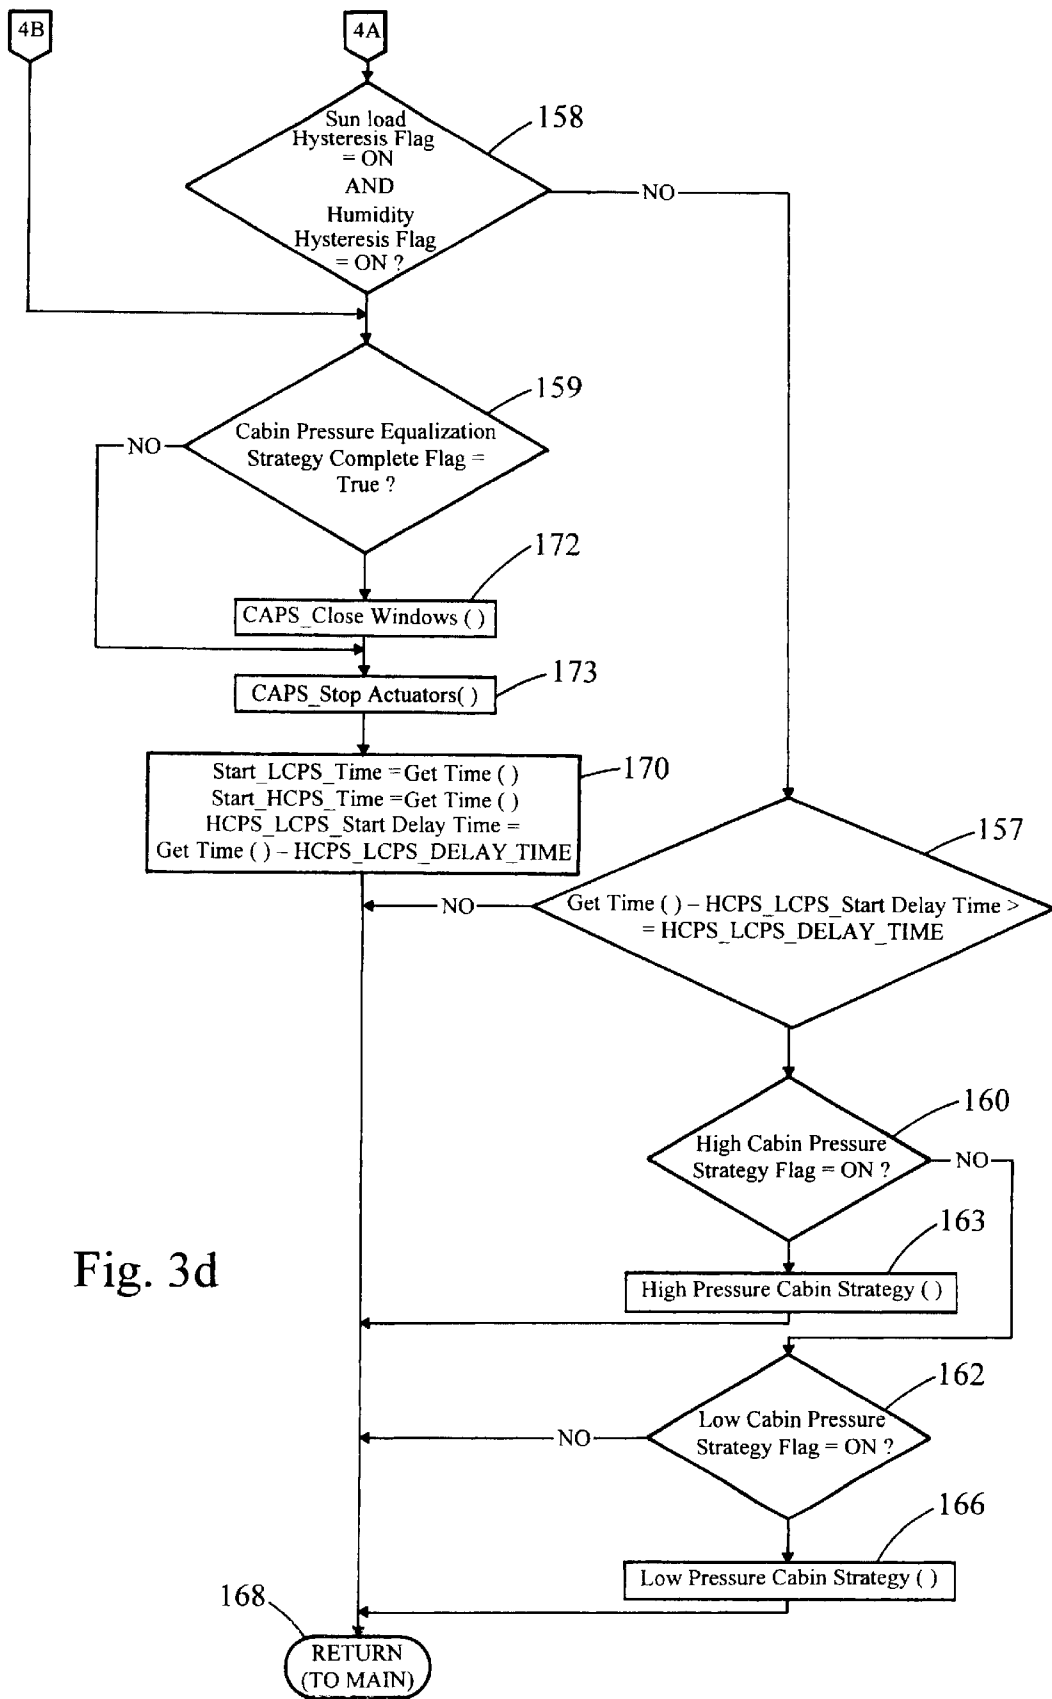 4B
4A
Sun load
Hysteresis Flag
= ON
AND
Humidity
Hysteresis Flag
= ON ?
158
NO
159
Cabin Pressure Equalization
Strategy Complete Flag =
True ?
NO
172
CAPS_Close Windows ( )
173
CAPS_Stop Actuators( )
Start_LCPS_Time =Get Time ( )
Start_HCPS_Time =Get Time ( )
HCPS_LCPS_Start Delay Time =
Get Time ( ) – HCPS_LCPS_DELAY_TIME
170
157
Get Time ( ) – HCPS_LCPS_Start Delay Time >
= HCPS_LCPS_DELAY_TIME
NO
160
High Cabin Pressure
Strategy Flag = ON ?
NO
163
High Pressure Cabin Strategy ( )
Fig. 3d
162
Low Cabin Pressure
Strategy Flag = ON ?
NO
166
Low Pressure Cabin Strategy ( )
168
RETURN
(TO MAIN)